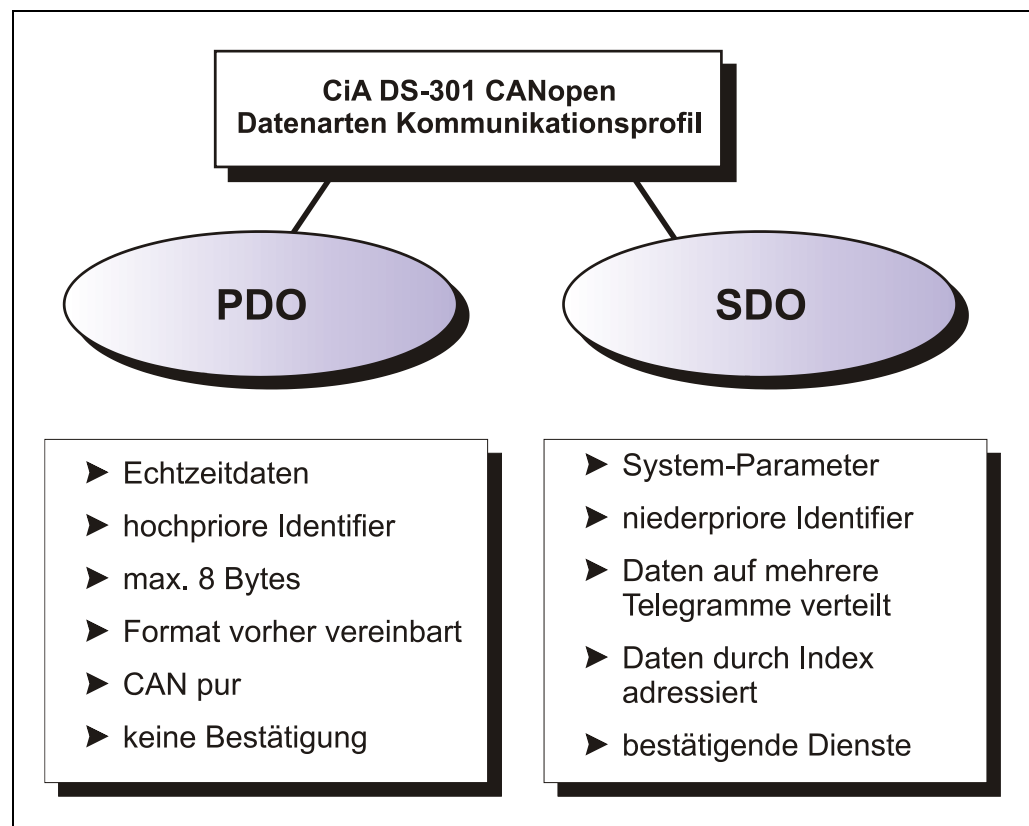 CiA DS-301 CANopen
Datenarten Kommunikationsprofil
PDO
SDO
➤ Echtzeitdaten
➤ hochpriore Identifier
➤ max. 8 Bytes
➤ Format vorher vereinbart
➤ CAN pur
➤ keine Bestätigung
➤ System-Parameter
➤ niederpriore Identifier
➤ Daten auf mehrere
Telegramme verteilt
➤ Daten durch Index
adressiert
➤ bestätigende Dienste